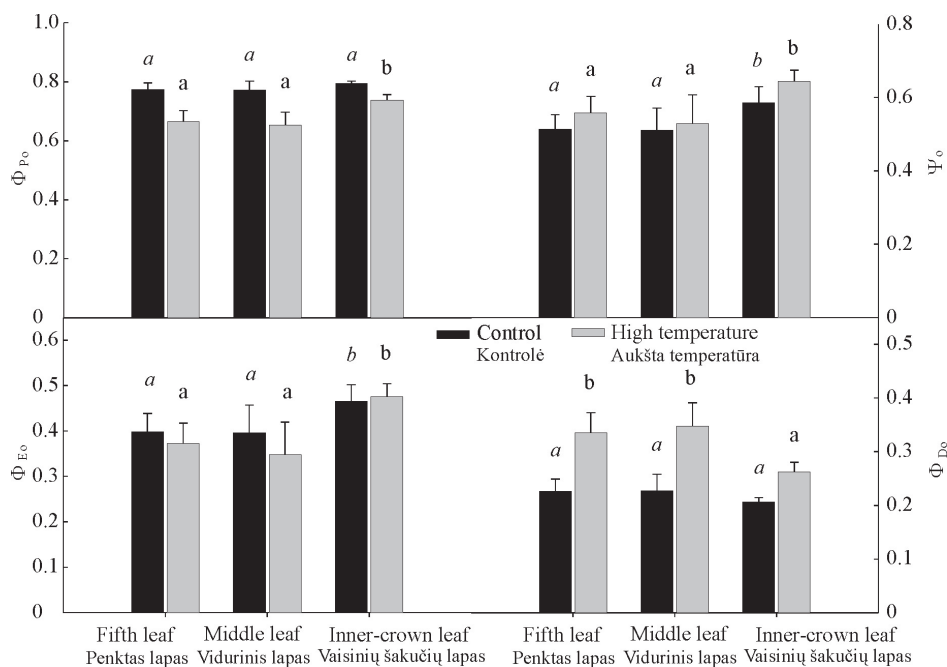 1.0
0.8
0.6
0.4
0.2
0
Φ Po
a a a a a b
0.8
0.6
0.4
0.2
0
Ψ o
a a a a b b
0.6
0.5
0.4
0.3
0.2
0.1
0
Φ Eo
a a a a b b
Control
Kontrolė
High temperature
Aukšta temperatūra
0.5
0.4
0.3
0.2
0.1
0
Φ Do
a b a b a a
Fifth leaf Middle leaf Inner-crown leaf
Penktas lapas Vidurinis lapas Vaisinių šakučių lapas
Fifth leaf Middle leaf Inner-crown leaf
Penktas lapas Vidurinis lapas Vaisinių šakučių lapas